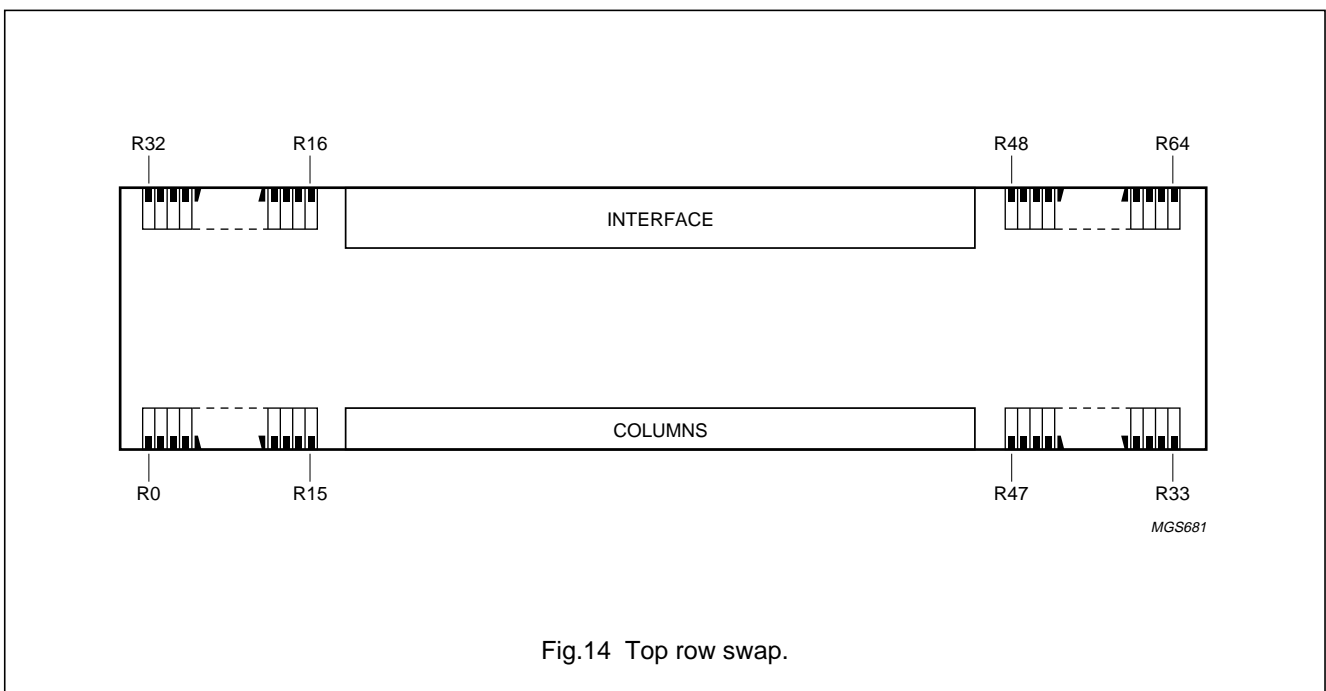 R32 R16 R48 R64
INTERFACE
COLUMNS
R0 R15 R47 R33
MGS681
Fig.14 Top row swap.